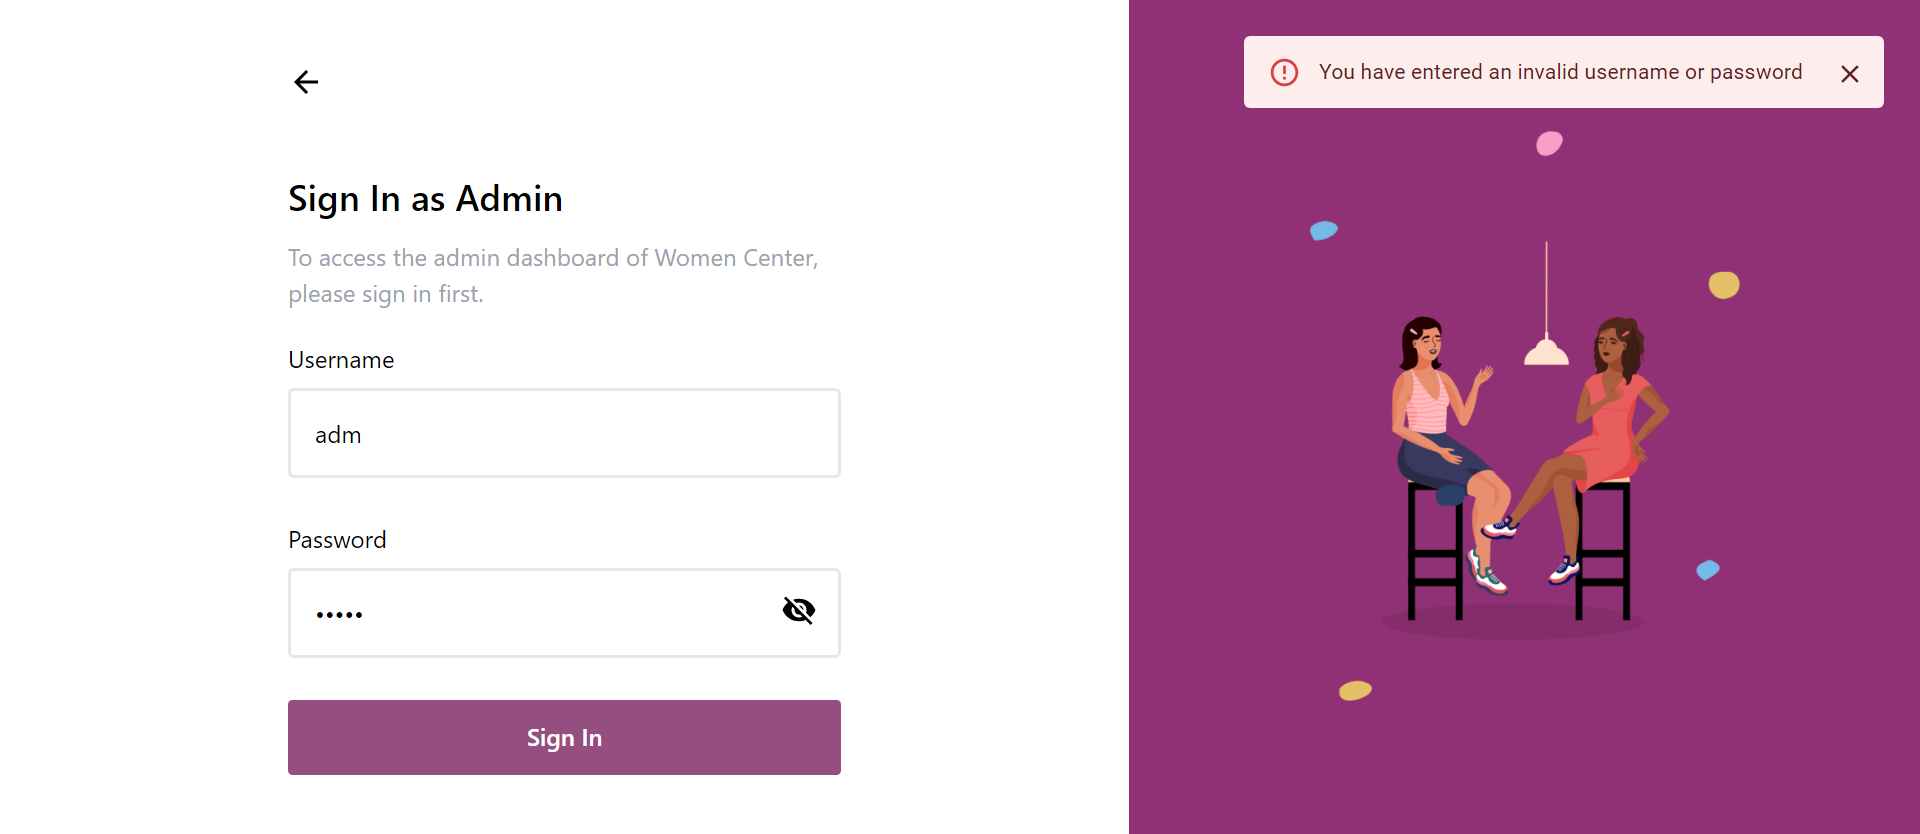 You have entered an invalid username or password
Sign In as Admin
To access the admin dashboard of Women Center,
please sign in first.
Username
adm
Password
•••••
Sign In